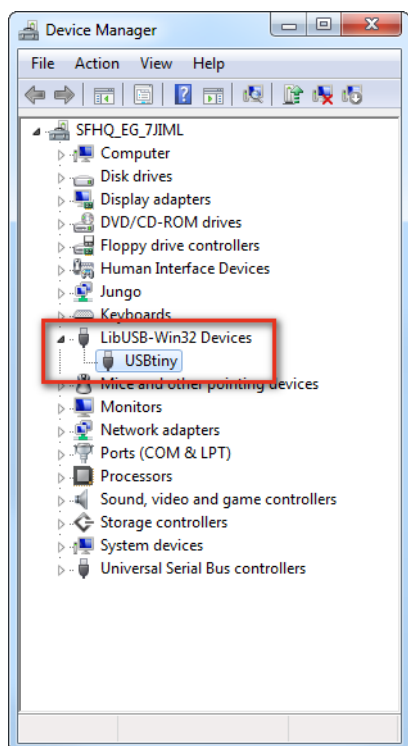 Device Manager
File Action View Help
SFHQ_EG_7JIML
Computer
Disk drives
Display adapters
DVD/CD-ROM drives
Floppy drive controllers
Human Interface Devices
Jungo
Keyboards
LibUSB-Win32 Devices
USBtiny
Mice and other pointing devices
Monitors
Network adapters
Ports (COM & LPT)
Processors
Sound, video and game controllers
Storage controllers
System devices
Universal Serial Bus controllers